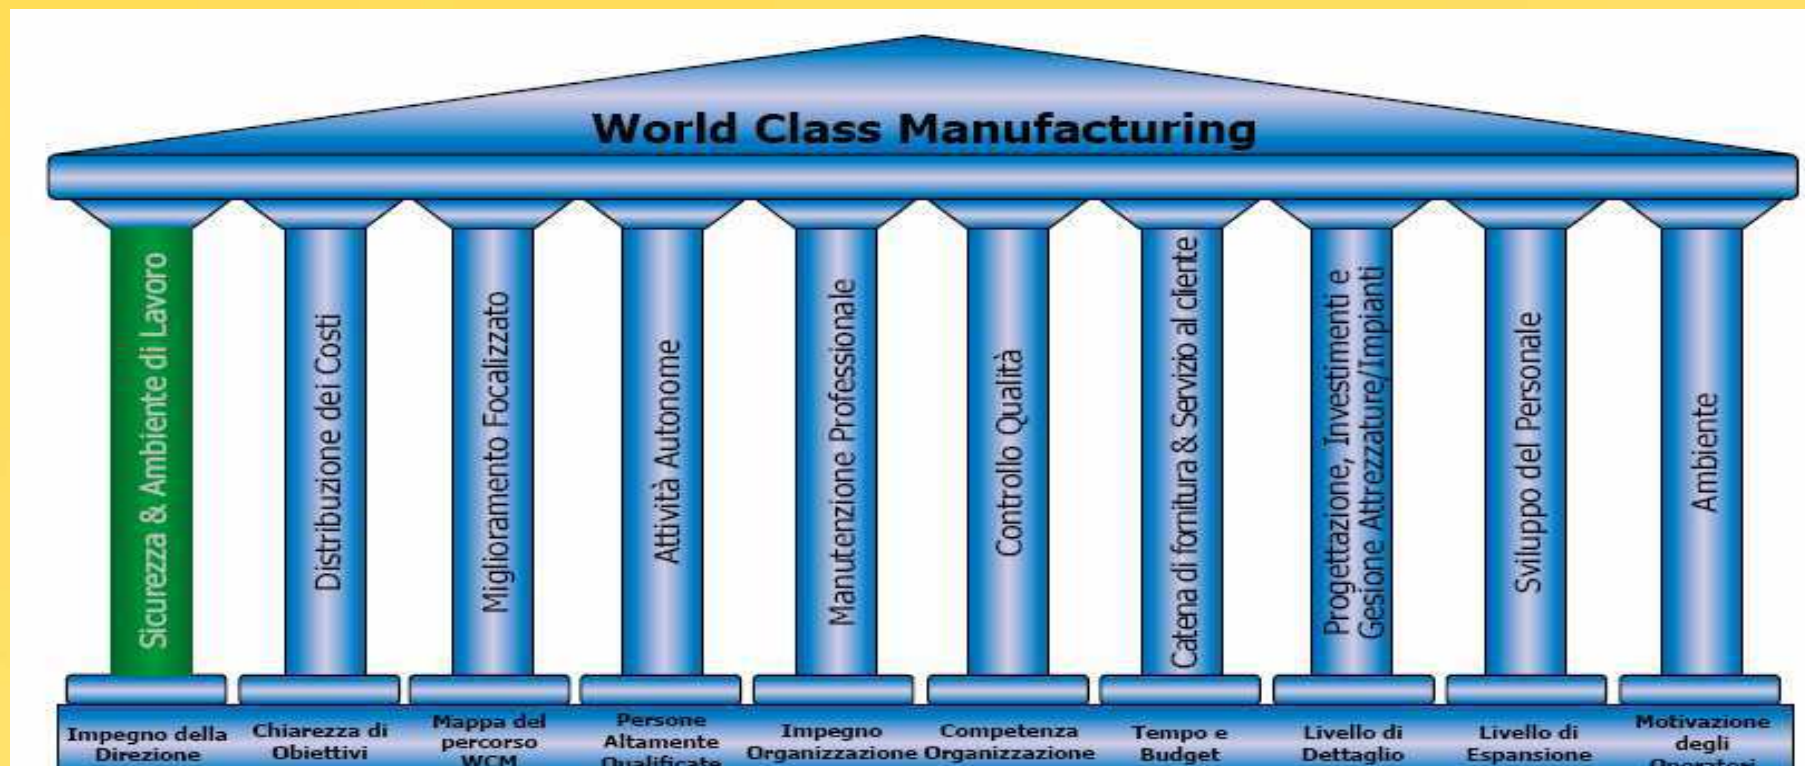 World Class Manufacturing
Sicurezza & Ambiente di Lavoro
Distribuzione dei Costi
Miglioramento Focalizzato
Attività Autonome
Manutenzione Professionale
Controllo Qualità
Catena di fornitura & Servizio al cliente
Progettazione, Investimenti e
Gesione Attrezzature/Impianti
Sviluppo del Personale
Ambiente
Impegno della
Direzione
Chiarezza di
Obiettivi
Mappa del
percorso
WCM
Persone
Altamente
Qualificate
Impegno
Organizzazione
Competenza
Organizzazione
Tempo e
Budget
Livello di
Dettaglio
Livello di
Espansione
Motivazione
degli
Operatori